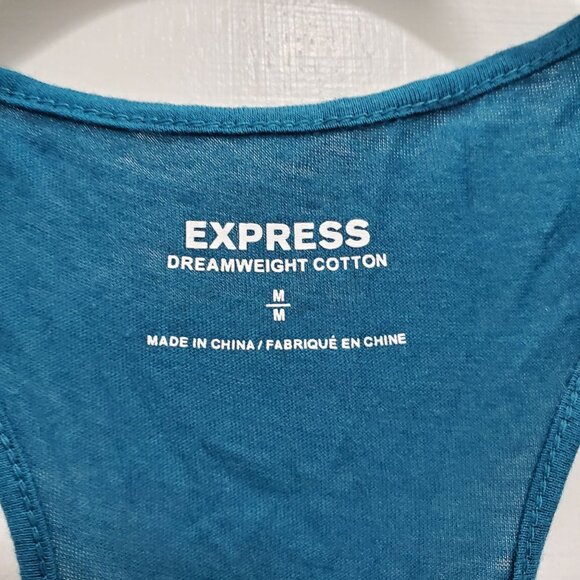 EXPRESS
DREAMWEIGHT COTTON
M
M
MADE IN CHINA / FABRIQUÉ EN CHINE